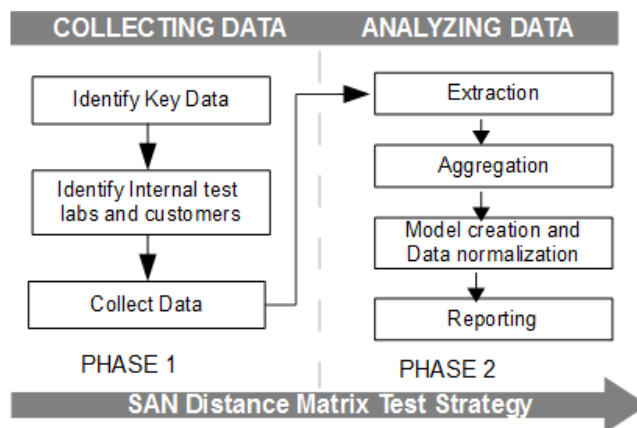 COLLECTING DATA
Identify Key Data
Identify Internal test
labs and customers
Collect Data
PHASE 1
ANALYZING DATA
Extraction
Aggregation
Model creation and
Data normalization
Reporting
PHASE 2
SAN Distance Matrix Test Strategy